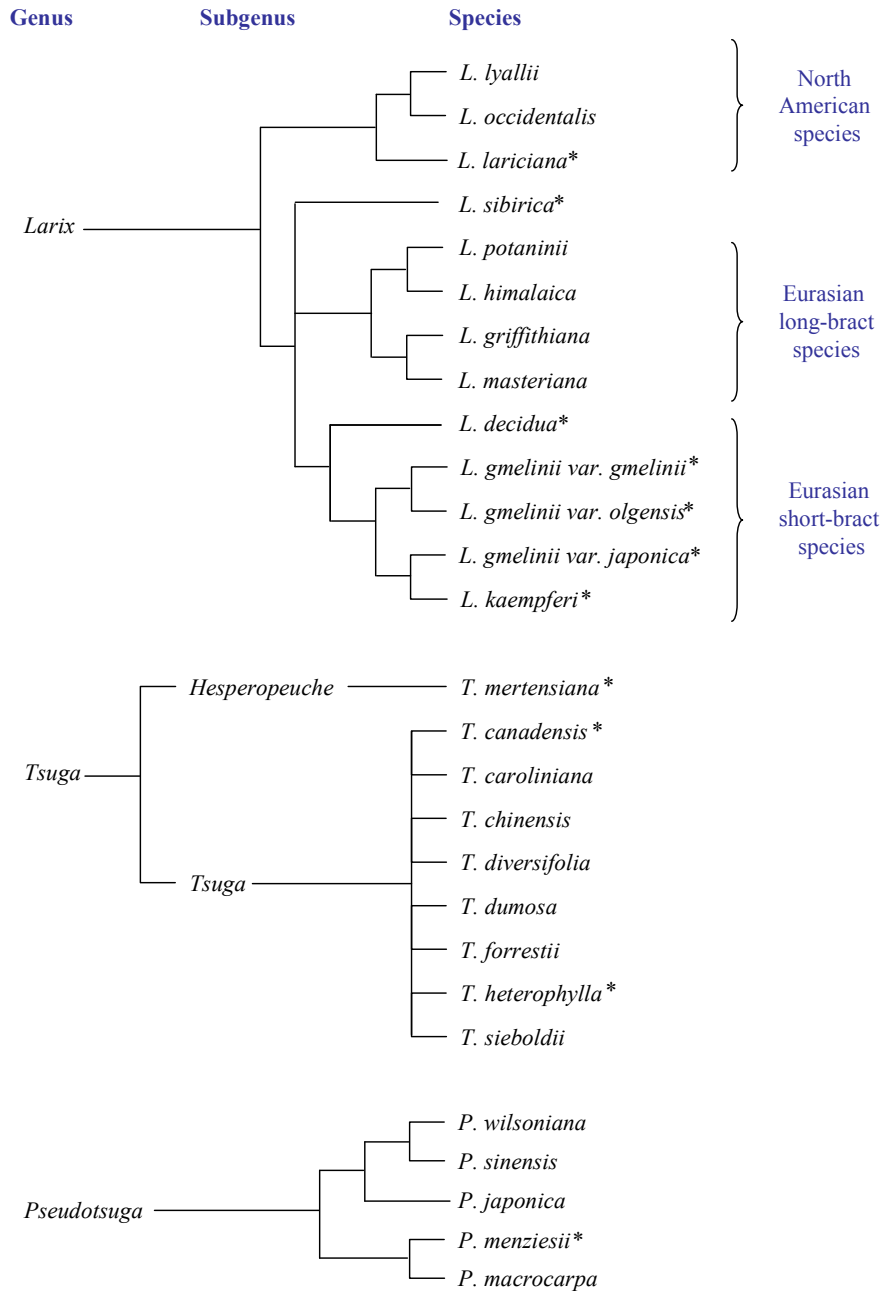 Genus Subgenus Species
L. lyallii
L. occidentalis
L. lariciana*
North
American
species
Larix
L. sibirica*
L. potaninii
L. himalaica
L. griffithiana
L. masteriana
Eurasian
long-bract
species
L. decidua*
L. gmelinii var. gmelinii*
L. gmelinii var. olgensis*
L. gmelinii var. japonica*
L. kaempferi*
Eurasian
short-bract
species
Tsuga
Hesperopeuche
T. mertensiana*
Tsuga
T. canadensis*
T. caroliniana
T. chinensis
T. diversifolia
T. dumosa
T. forrestii
T. heterophylla*
T. sieboldii
Pseudotsuga
P. wilsoniana
P. sinensis
P. japonica
P. menziesii*
P. macrocarpa